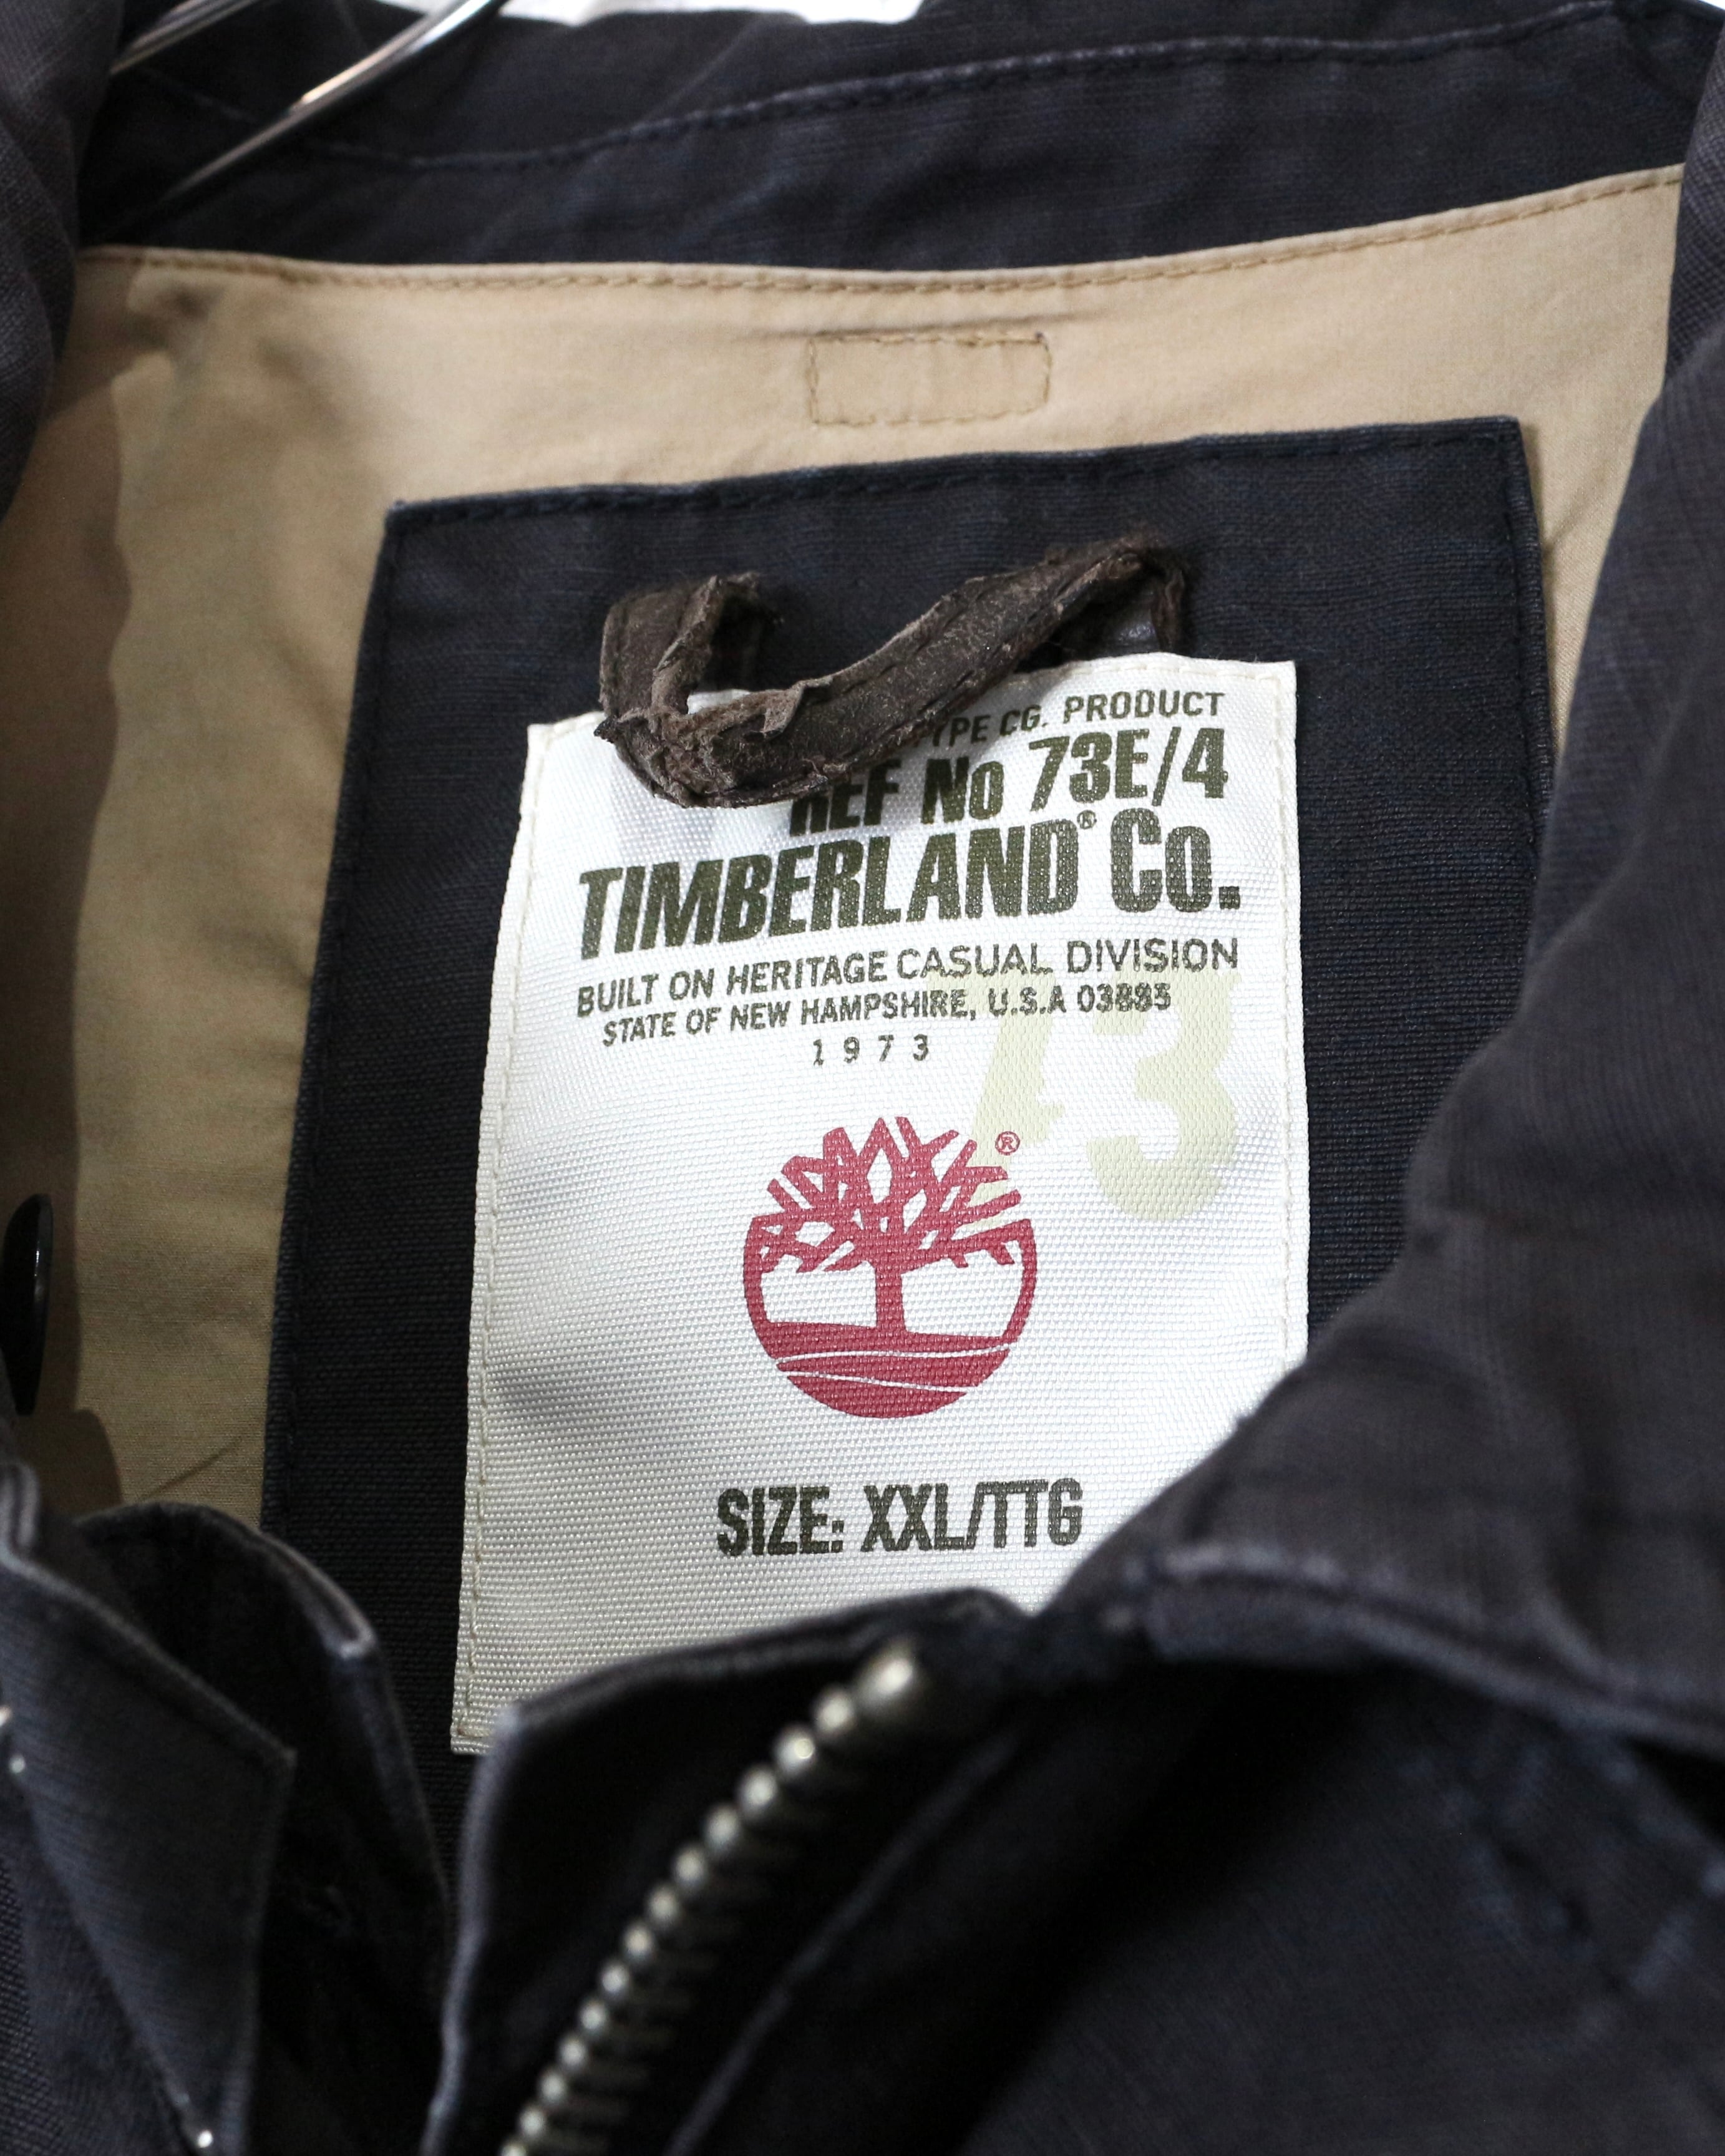 CG. PRODUCT
REF No 73E/4
TIMBERLAND® Co.
BUILT ON HERITAGE CASUAL DIVISION
STATE OF NEW HAMPSHIRE, U.S.A 03885
1973
73
®
SIZE: XXL/TTG